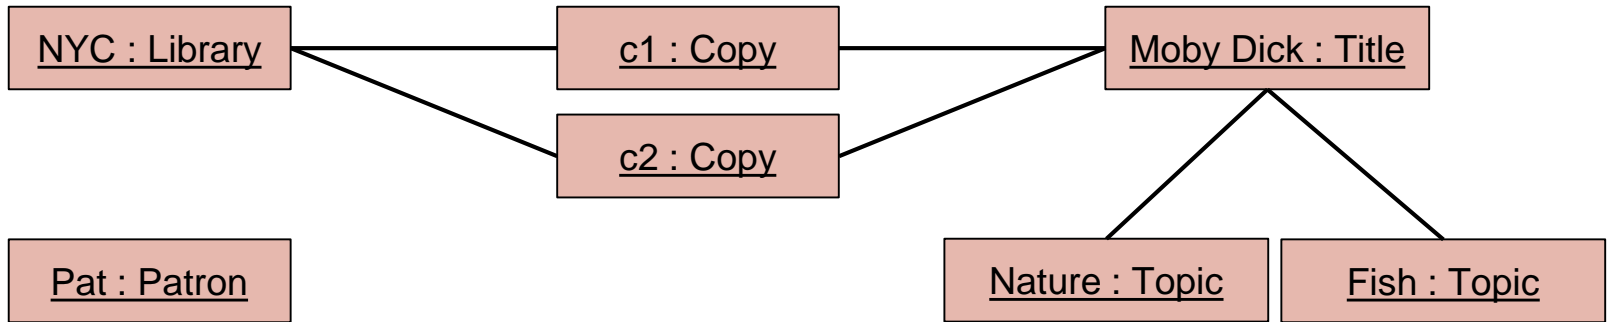 NYC : Library
c1 : Copy
Moby Dick : Title
c2 : Copy
Pat : Patron
Nature : Topic
Fish : Topic